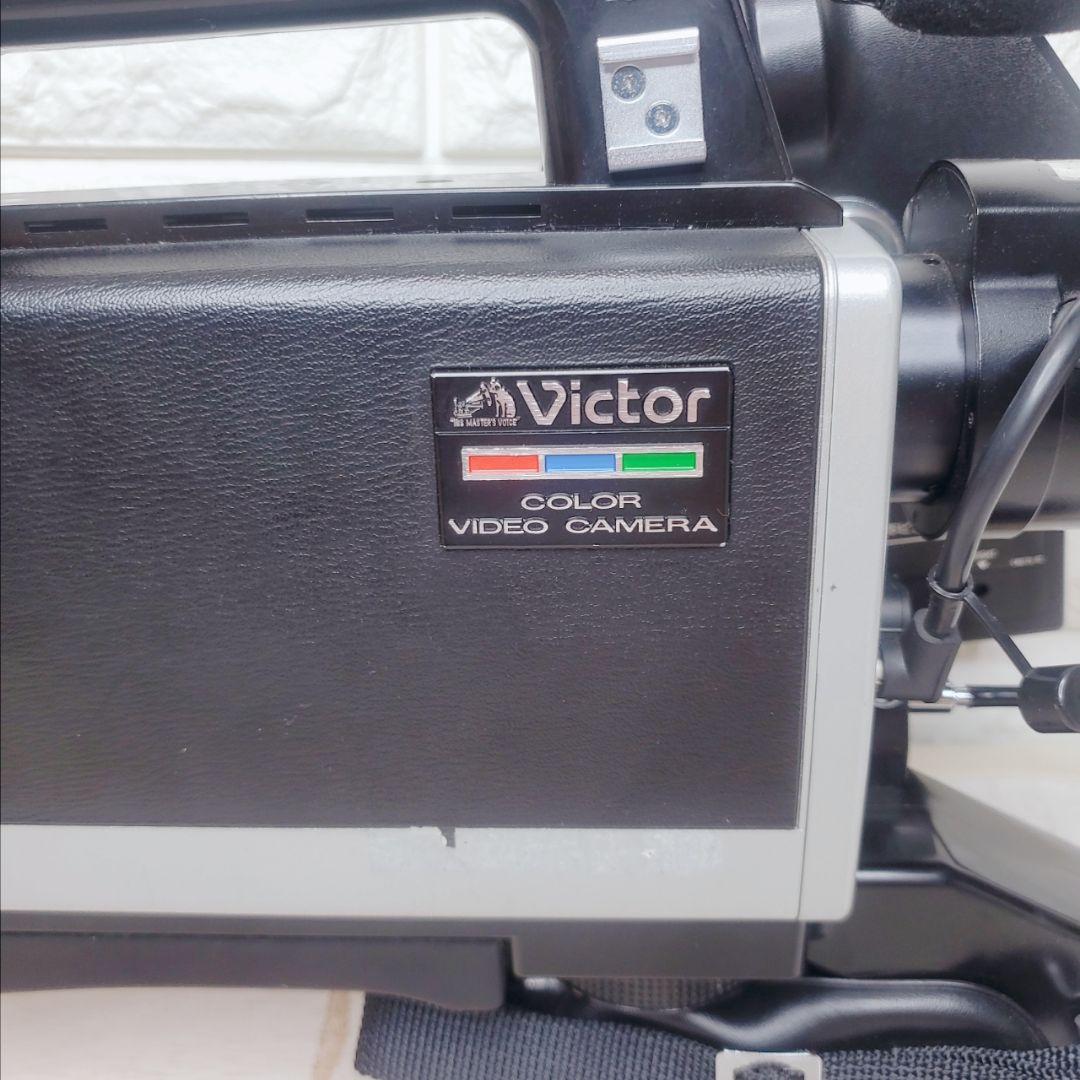 Victor
"HIS MASTER'S VOICE"
COLOR
VIDEO CAMERA